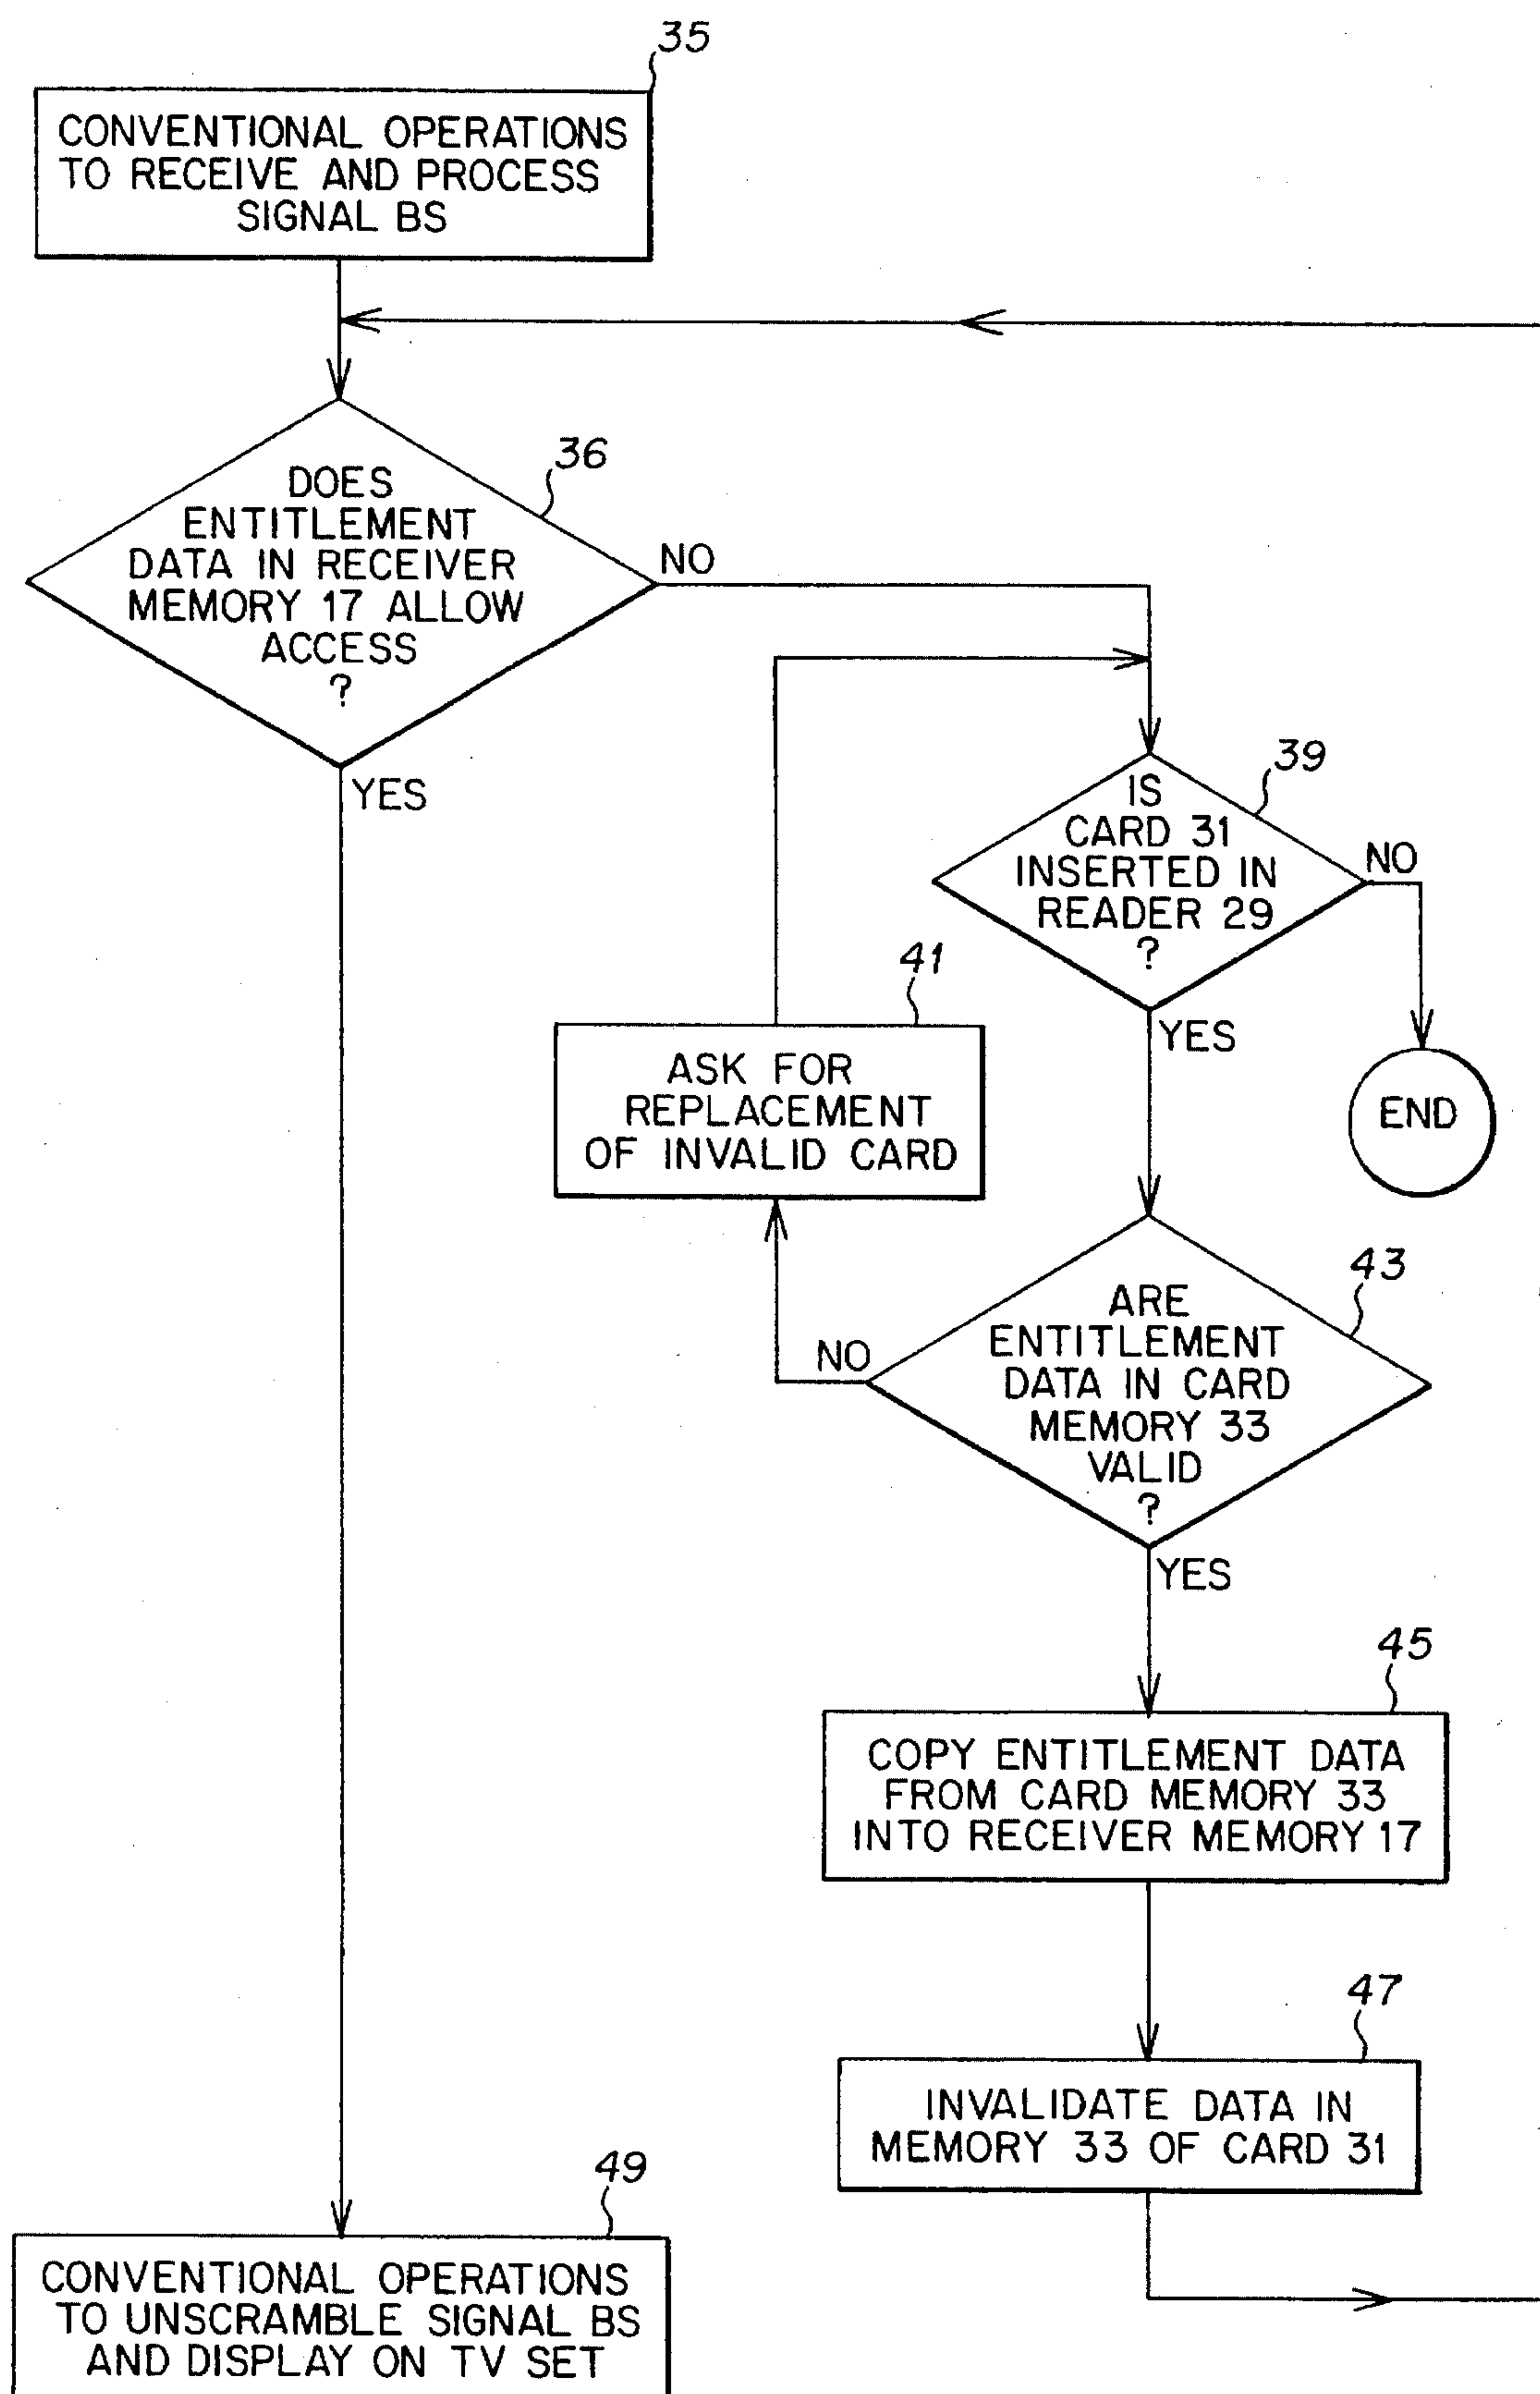 35
CONVENTIONAL OPERATIONS
TO RECEIVE AND PROCESS
SIGNAL BS
36
DOES
ENTITLEMENT
DATA IN RECEIVER
MEMORY 17 ALLOW
ACCESS
?
NO
YES
39
IS
CARD 31
INSERTED IN
READER 29
?
NO
YES
END
41
ASK FOR
REPLACEMENT
OF INVALID CARD
43
ARE
ENTITLEMENT
DATA IN CARD
MEMORY 33
VALID
?
NO
YES
45
COPY ENTITLEMENT DATA
FROM CARD MEMORY 33
INTO RECEIVER MEMORY 17
47
INVALIDATE DATA IN
MEMORY 33 OF CARD 31
49
CONVENTIONAL OPERATIONS
TO UNSCRAMBLE SIGNAL BS
AND DISPLAY ON TV SET